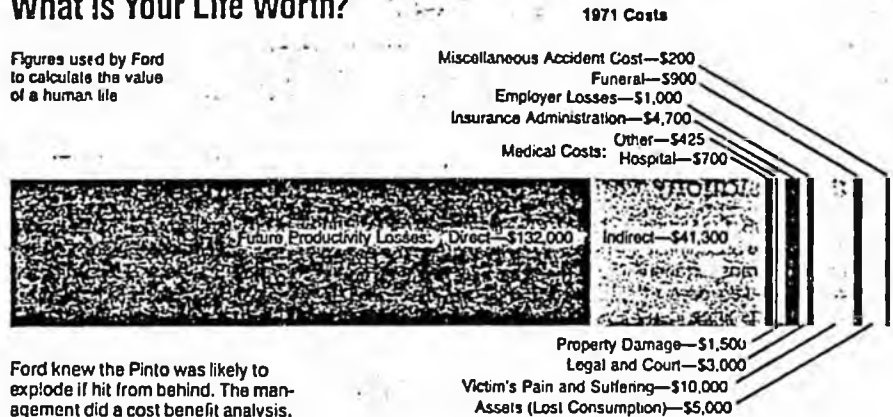 What Is Your Life Worth?
Figures used by Ford
to calculate the value
of a human life
1971 Costs
Miscellaneous Accident Cost—$200
Funeral—$900
Employer Losses—$1,000
Insurance Administration—$4,700
Medical Costs: Other—$425
Hospital—$700
Future Productivity Losses: Direct—$132,000 Indirect—$41,300
Property Damage—$1,500
Legal and Court—$3,000
Victim's Pain and Suffering—$10,000
Assets (Lost Consumption)—$5,000
Ford knew the Pinto was likely to
explode if hit from behind. The man-
agement did a cost benefit analysis.